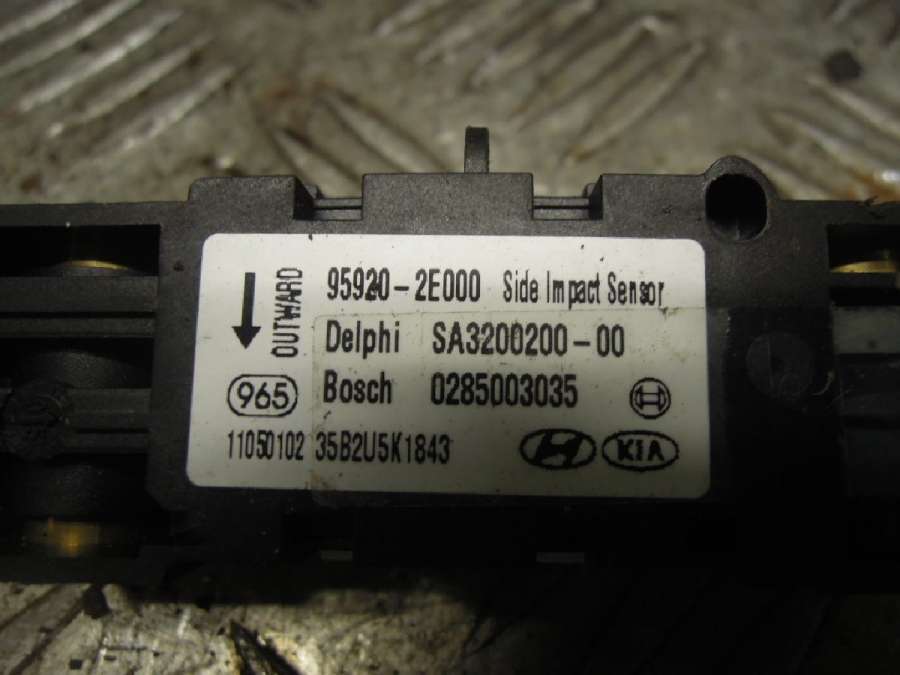 95920-2E000 Side Impact Sensor
OUTWARD
Delphi SA3200200-00
965 Bosch 0285003035
11050102 35B2U5K1843 KIA